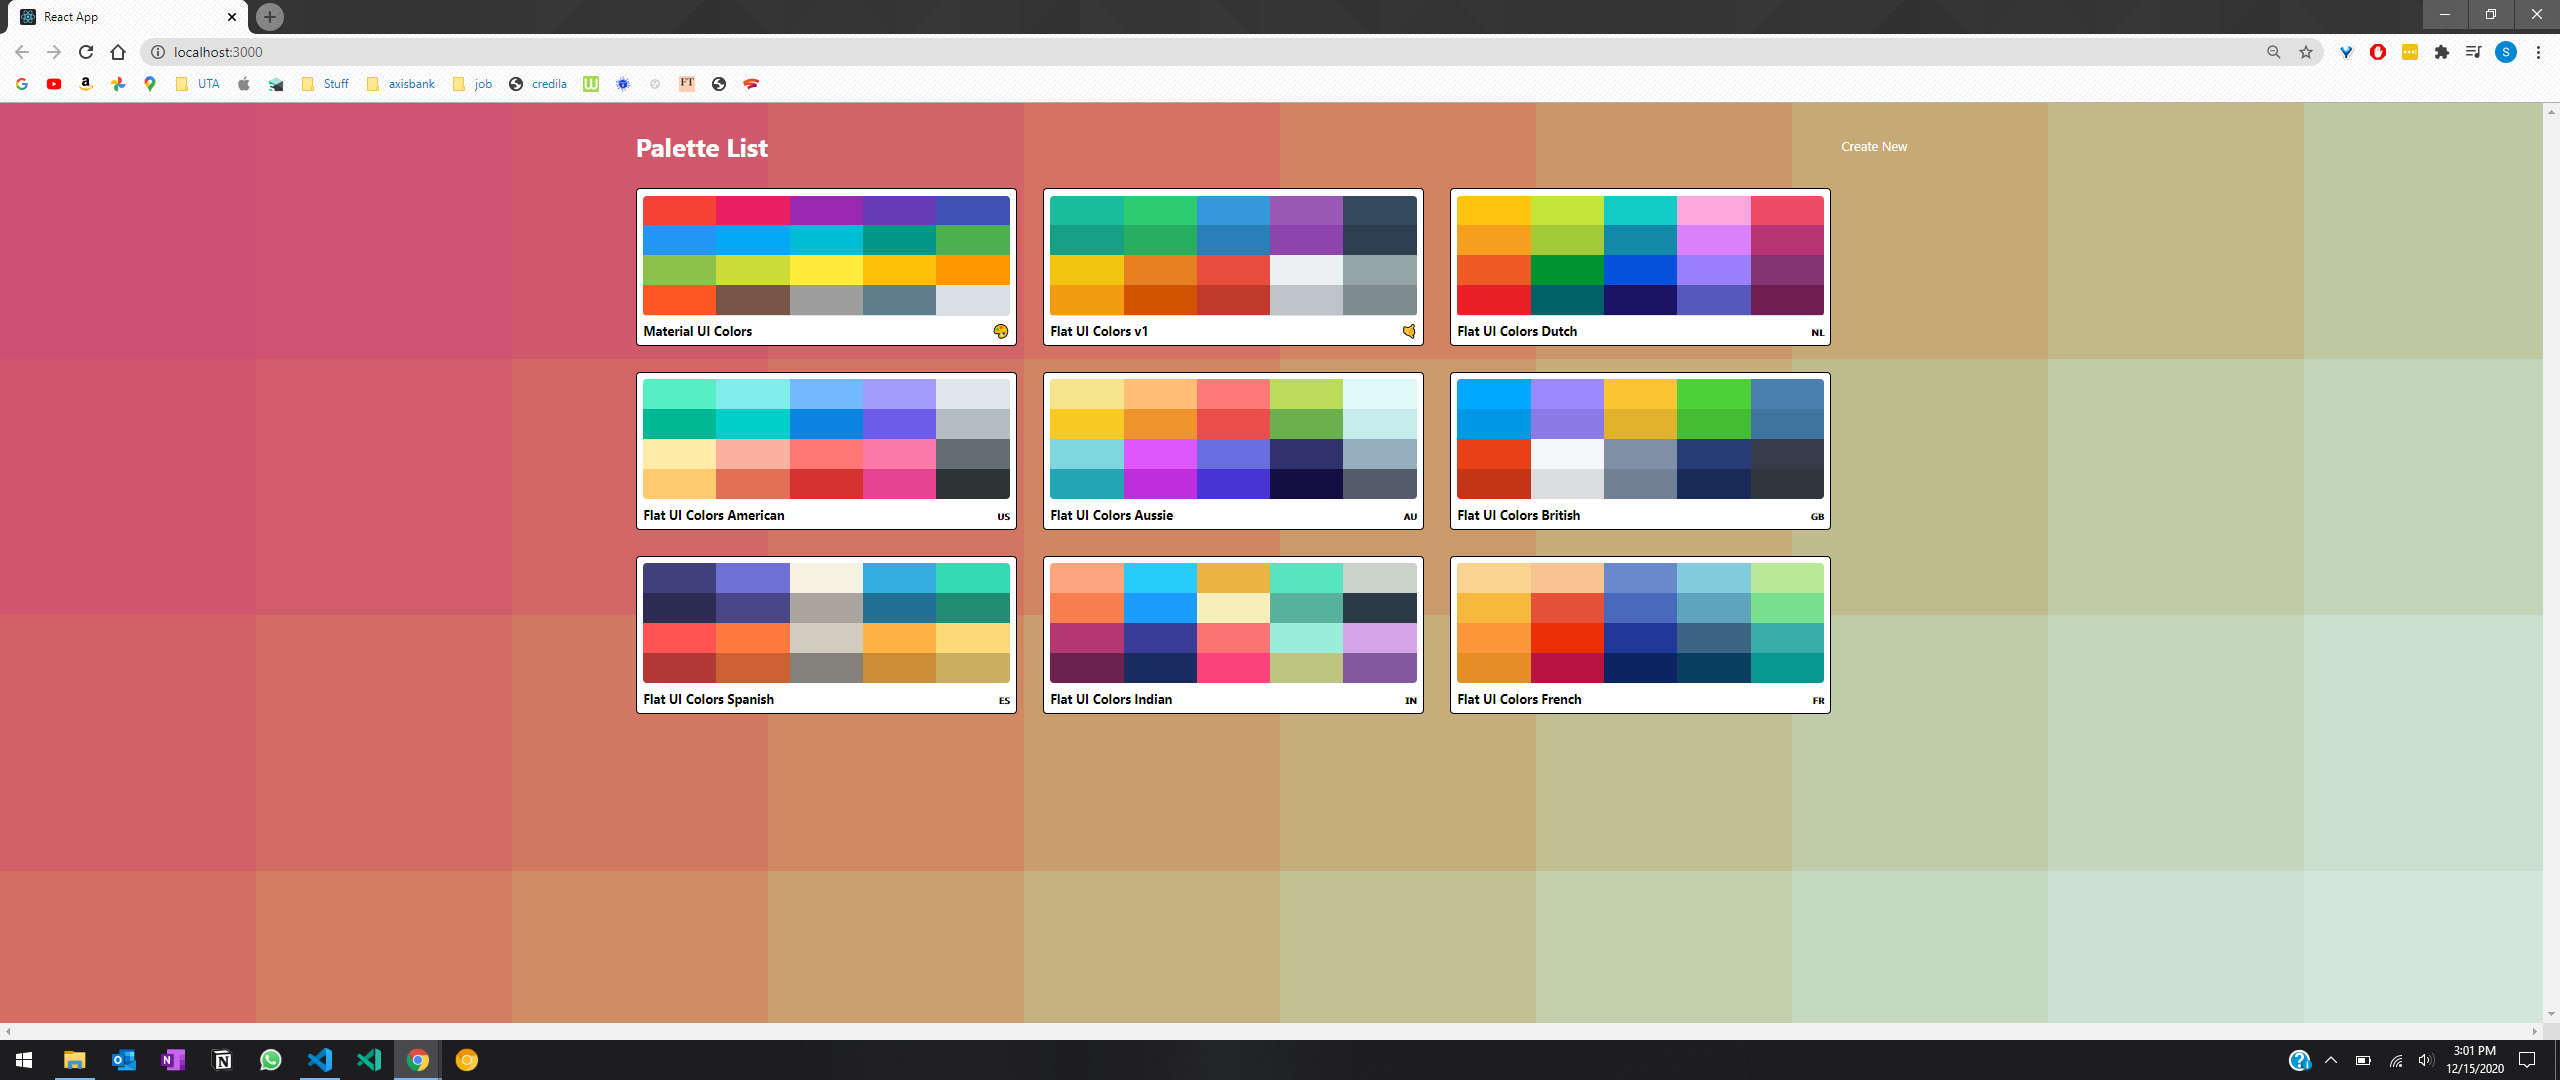 React App
localhost:3000
UTA
Stuff
axisbank
job
credila
FT
S
Palette List
Create New
Material UI Colors
Flat UI Colors v1
Flat UI Colors Dutch NL
Flat UI Colors American US
Flat UI Colors Aussie AU
Flat UI Colors British GB
Flat UI Colors Spanish ES
Flat UI Colors Indian IN
Flat UI Colors French FR
3:01 PM
12/15/2020